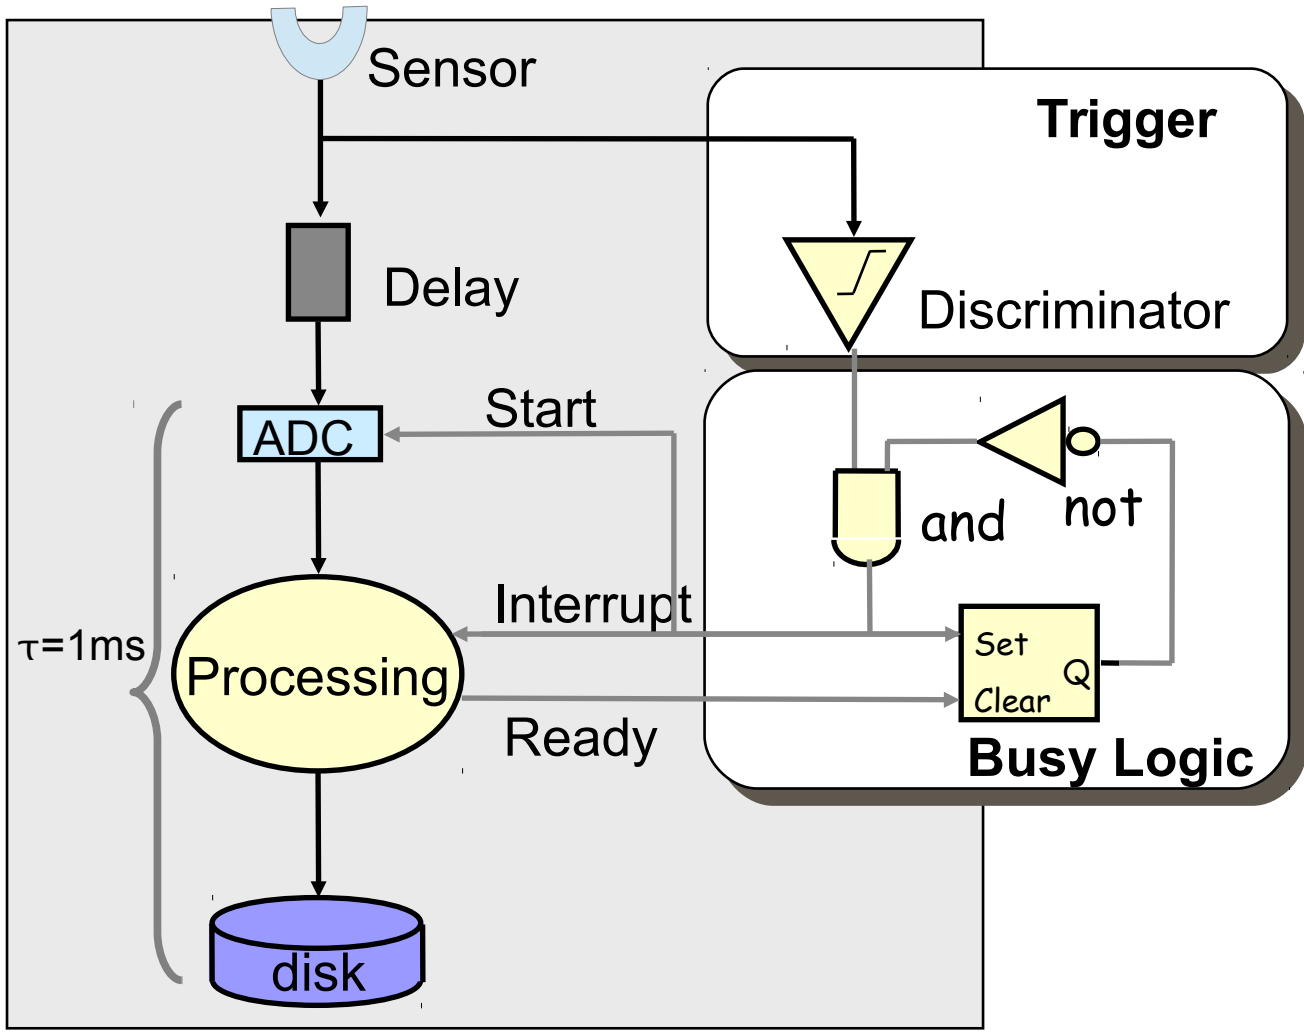 Sensor
Trigger
Delay
Discriminator
Start
ADC
and
not
Interrupt
τ=1ms
Processing
Set
Q
Clear
Ready
Busy Logic
disk